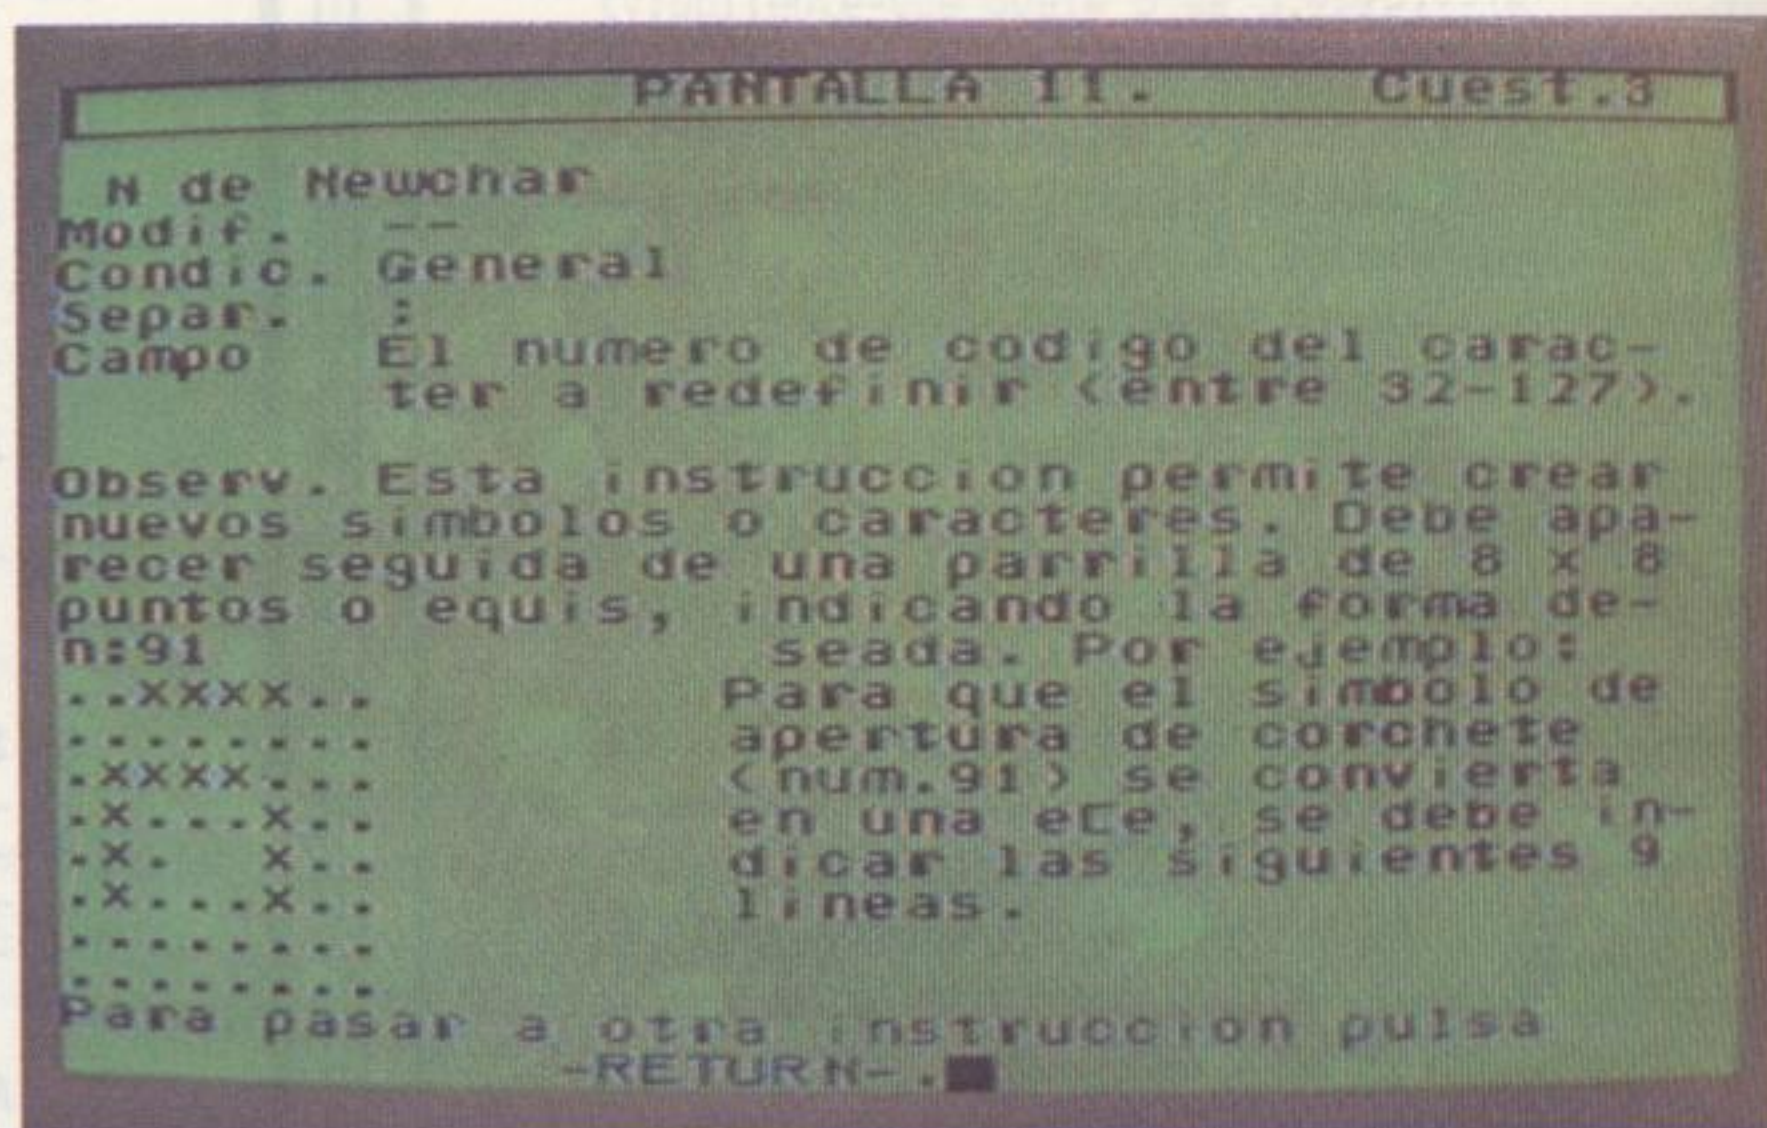 PANTALLA 11. Cuest.3
N de Newchar
Modif. --
Condic. General
Separ. :
Campo El numero de codigo del carac-
ter a redefinir (entre 32-127).
Observ. Esta instruccion permite crear
nuevos simbolos o caracteres. Debe apa-
recer seguida de una parrilla de 8 x 8
puntos o equis, indicando la forma de-
n:91 seada. Por ejemplo:
..XXXX.. Para que el simbolo de
........ apertura de corchete
.XXXX... (num.91) se convierta
.X...X.. en una eñe, se debe in-
.X.  X.. dicar las siguientes 9
.X...X.. lineas.
........
........
Para pasar a otra instruccion pulsa
-RETURN-.